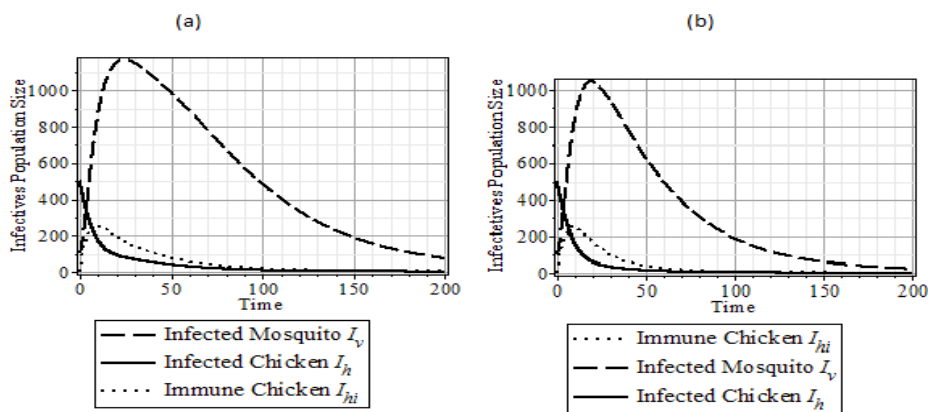 (a)
Infectives Population Size
1000
800
600
400
200
0
0 50 100 150 200
Time
Infected Mosquito I_v
Infected Chicken I_h
Immune Chicken I_hi
(b)
Infectetives Population Size
1000
800
600
400
200
0
0 50 100 150 200
Time
Immune Chicken I_hi
Infected Mosquito I_v
Infected Chicken I_h